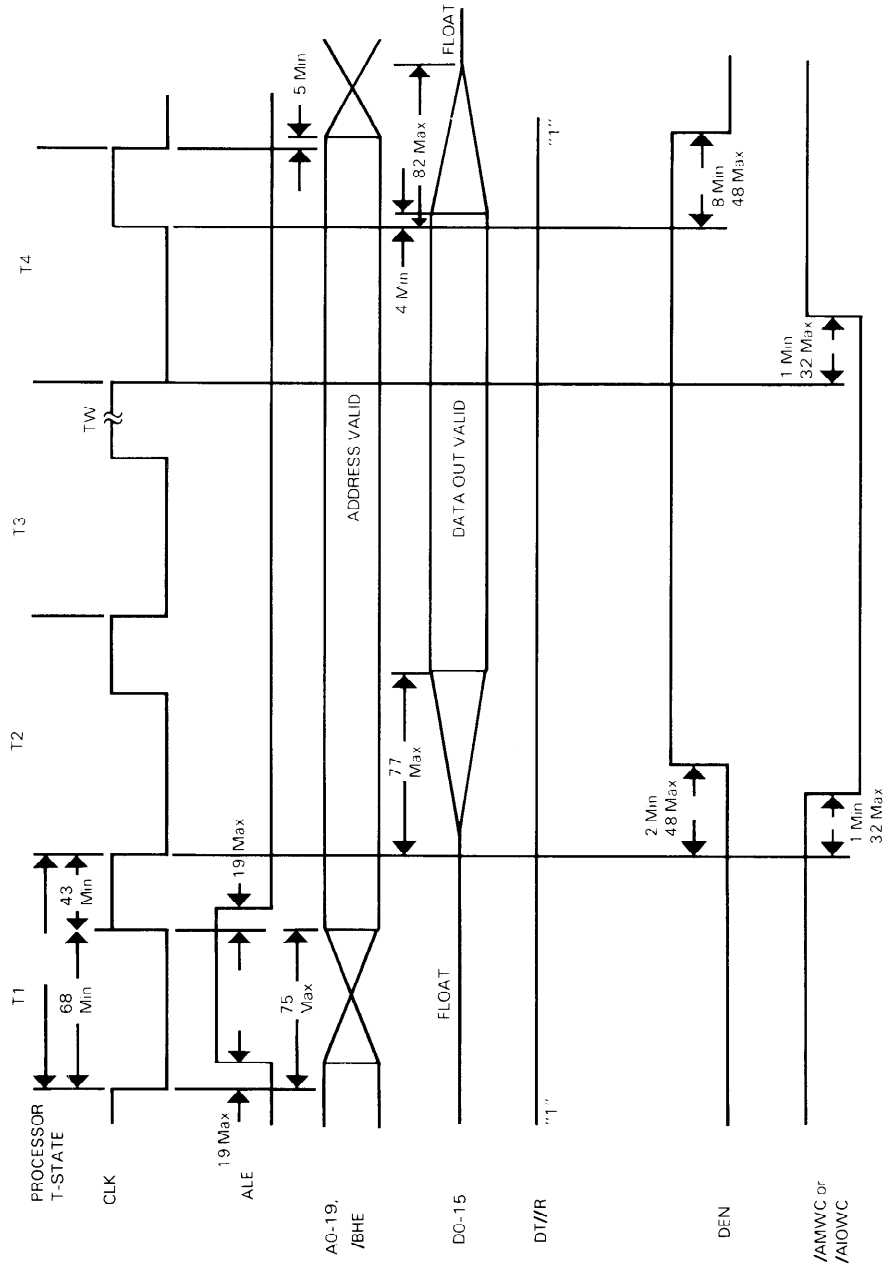 PROCESSOR
T-STATE
T1
T2
T3
TW
T4
CLK
68
Min
43
Min
ALE
19 Max
19 Max
A0-19,
/BHE
75
Max
ADDRESS VALID
5 Min
D0-15
FLOAT
77
Max
DATA OUT VALID
4 Min
82 Max
FLOAT
DT//R
"1"
"1"
DEN
2 Min
48 Max
8 Min
48 Max
/AMWC or
/AIOWC
1 Min
32 Max
1 Min
32 Max